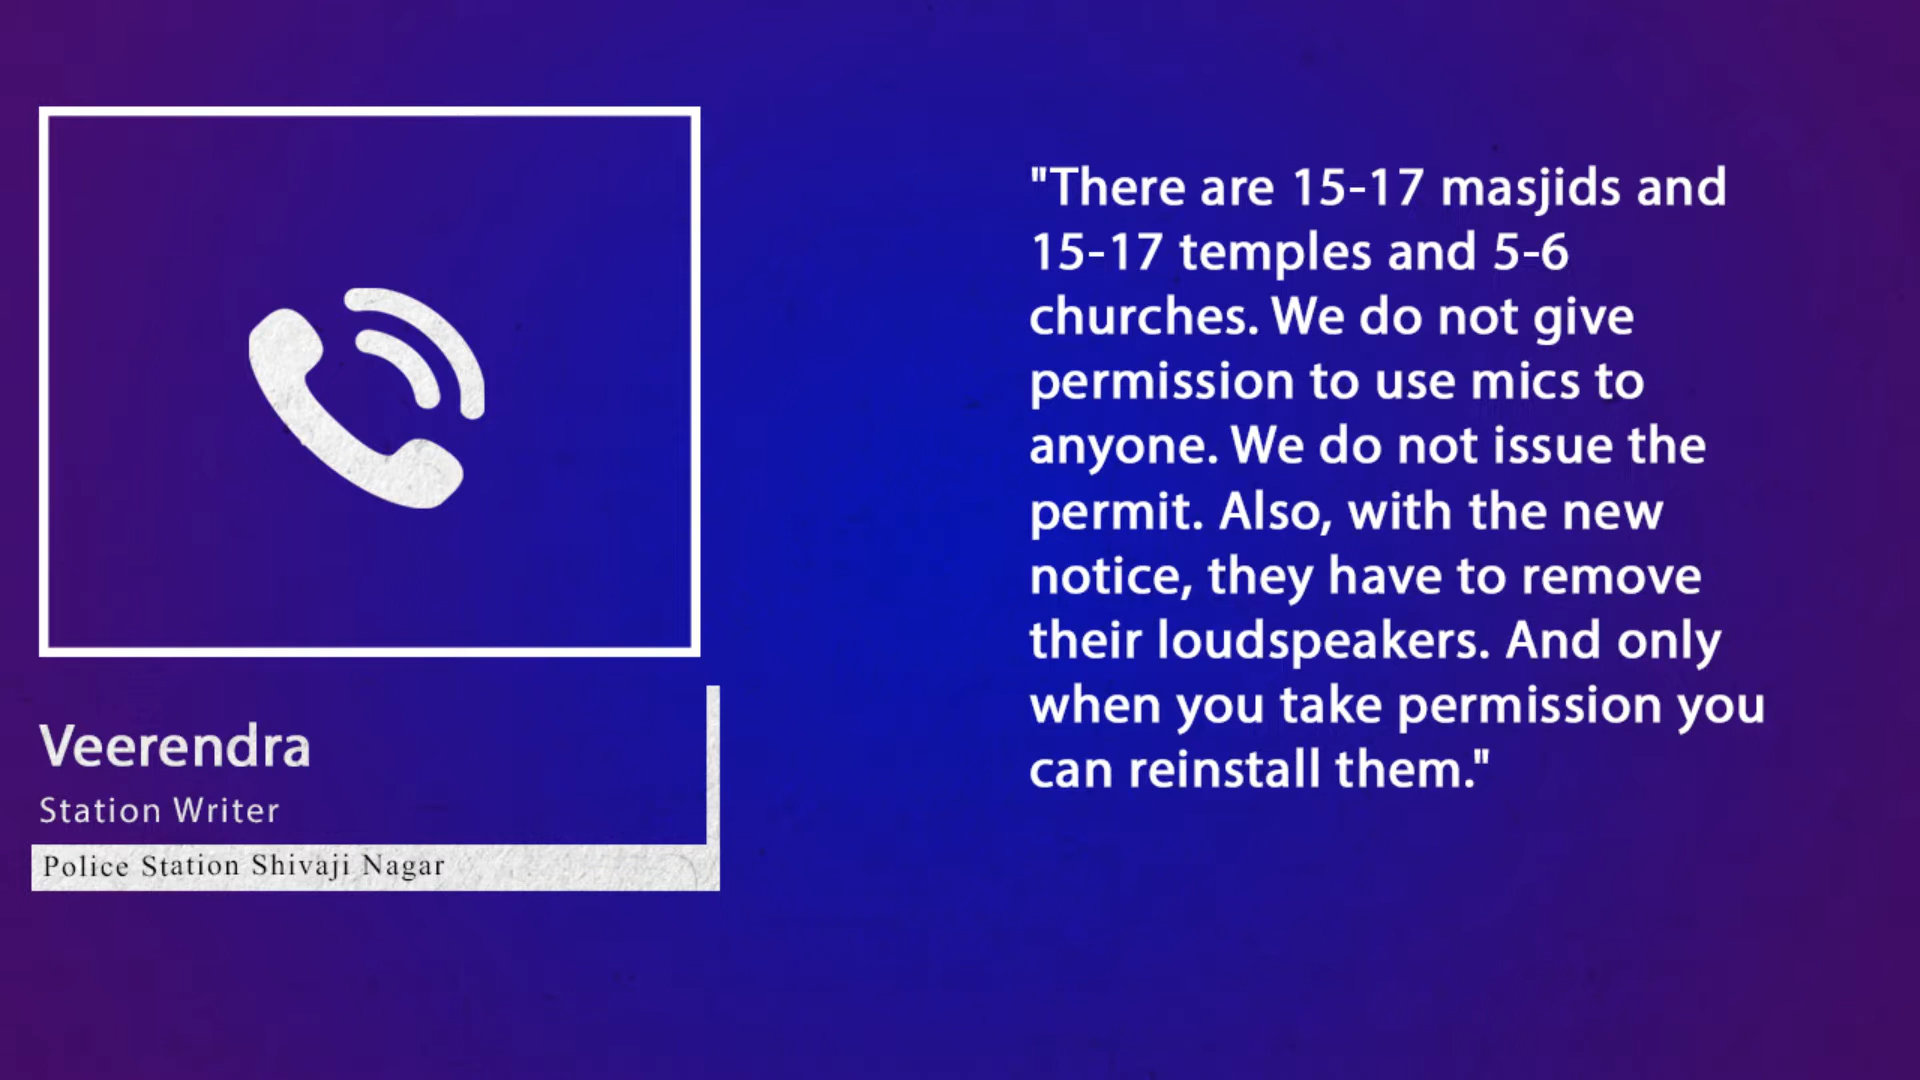 "There are 15-17 masjids and
15-17 temples and 5-6
churches. We do not give
permission to use mics to
anyone. We do not issue the
permit. Also, with the new
notice, they have to remove
their loudspeakers. And only
when you take permission you
can reinstall them."
Veerendra
Station Writer
Police Station Shivaji Nagar